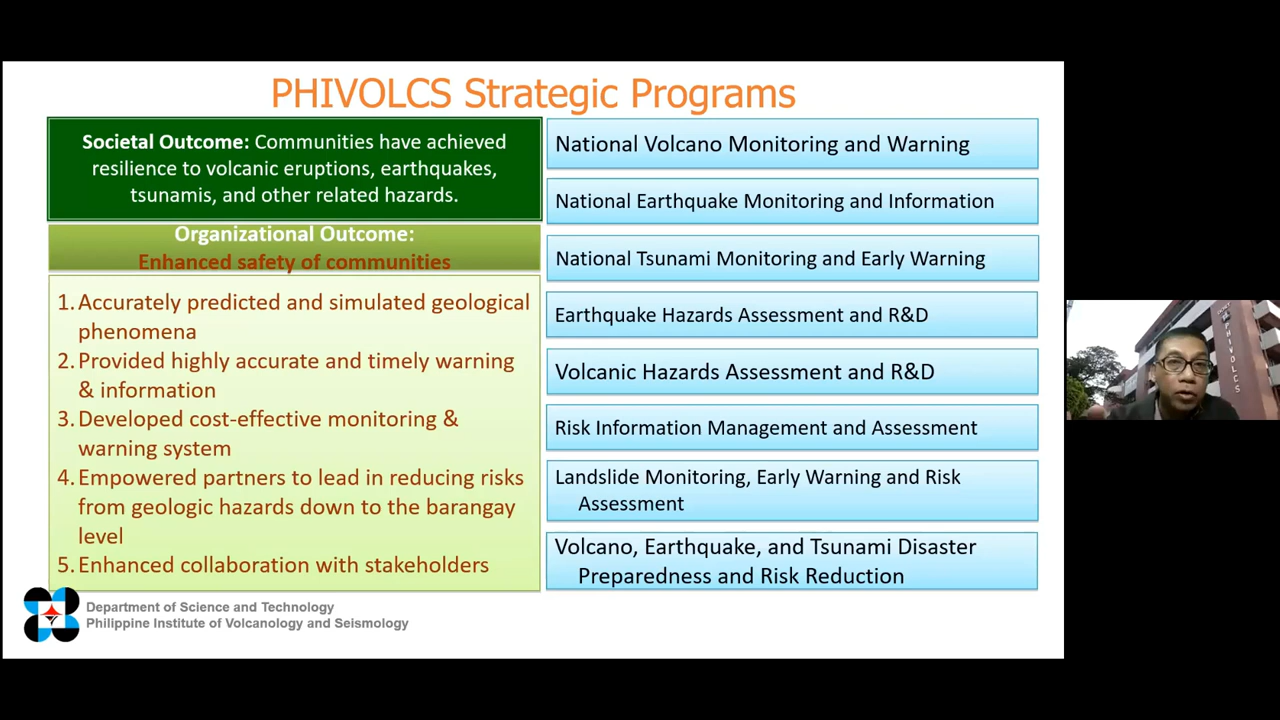 PHIVOLCS Strategic Programs
Societal Outcome: Communities have achieved
resilience to volcanic eruptions, earthquakes,
tsunamis, and other related hazards.
Organizational Outcome:
Enhanced safety of communities
1. Accurately predicted and simulated geological
phenomena
2. Provided highly accurate and timely warning
& information
3. Developed cost-effective monitoring &
warning system
4. Empowered partners to lead in reducing risks
from geologic hazards down to the barangay
level
5. Enhanced collaboration with stakeholders
National Volcano Monitoring and Warning
National Earthquake Monitoring and Information
National Tsunami Monitoring and Early Warning
Earthquake Hazards Assessment and R&D
Volcanic Hazards Assessment and R&D
Risk Information Management and Assessment
Landslide Monitoring, Early Warning and Risk
Assessment
Volcano, Earthquake, and Tsunami Disaster
Preparedness and Risk Reduction
Department of Science and Technology
Philippine Institute of Volcanology and Seismology
PHIVOLCS